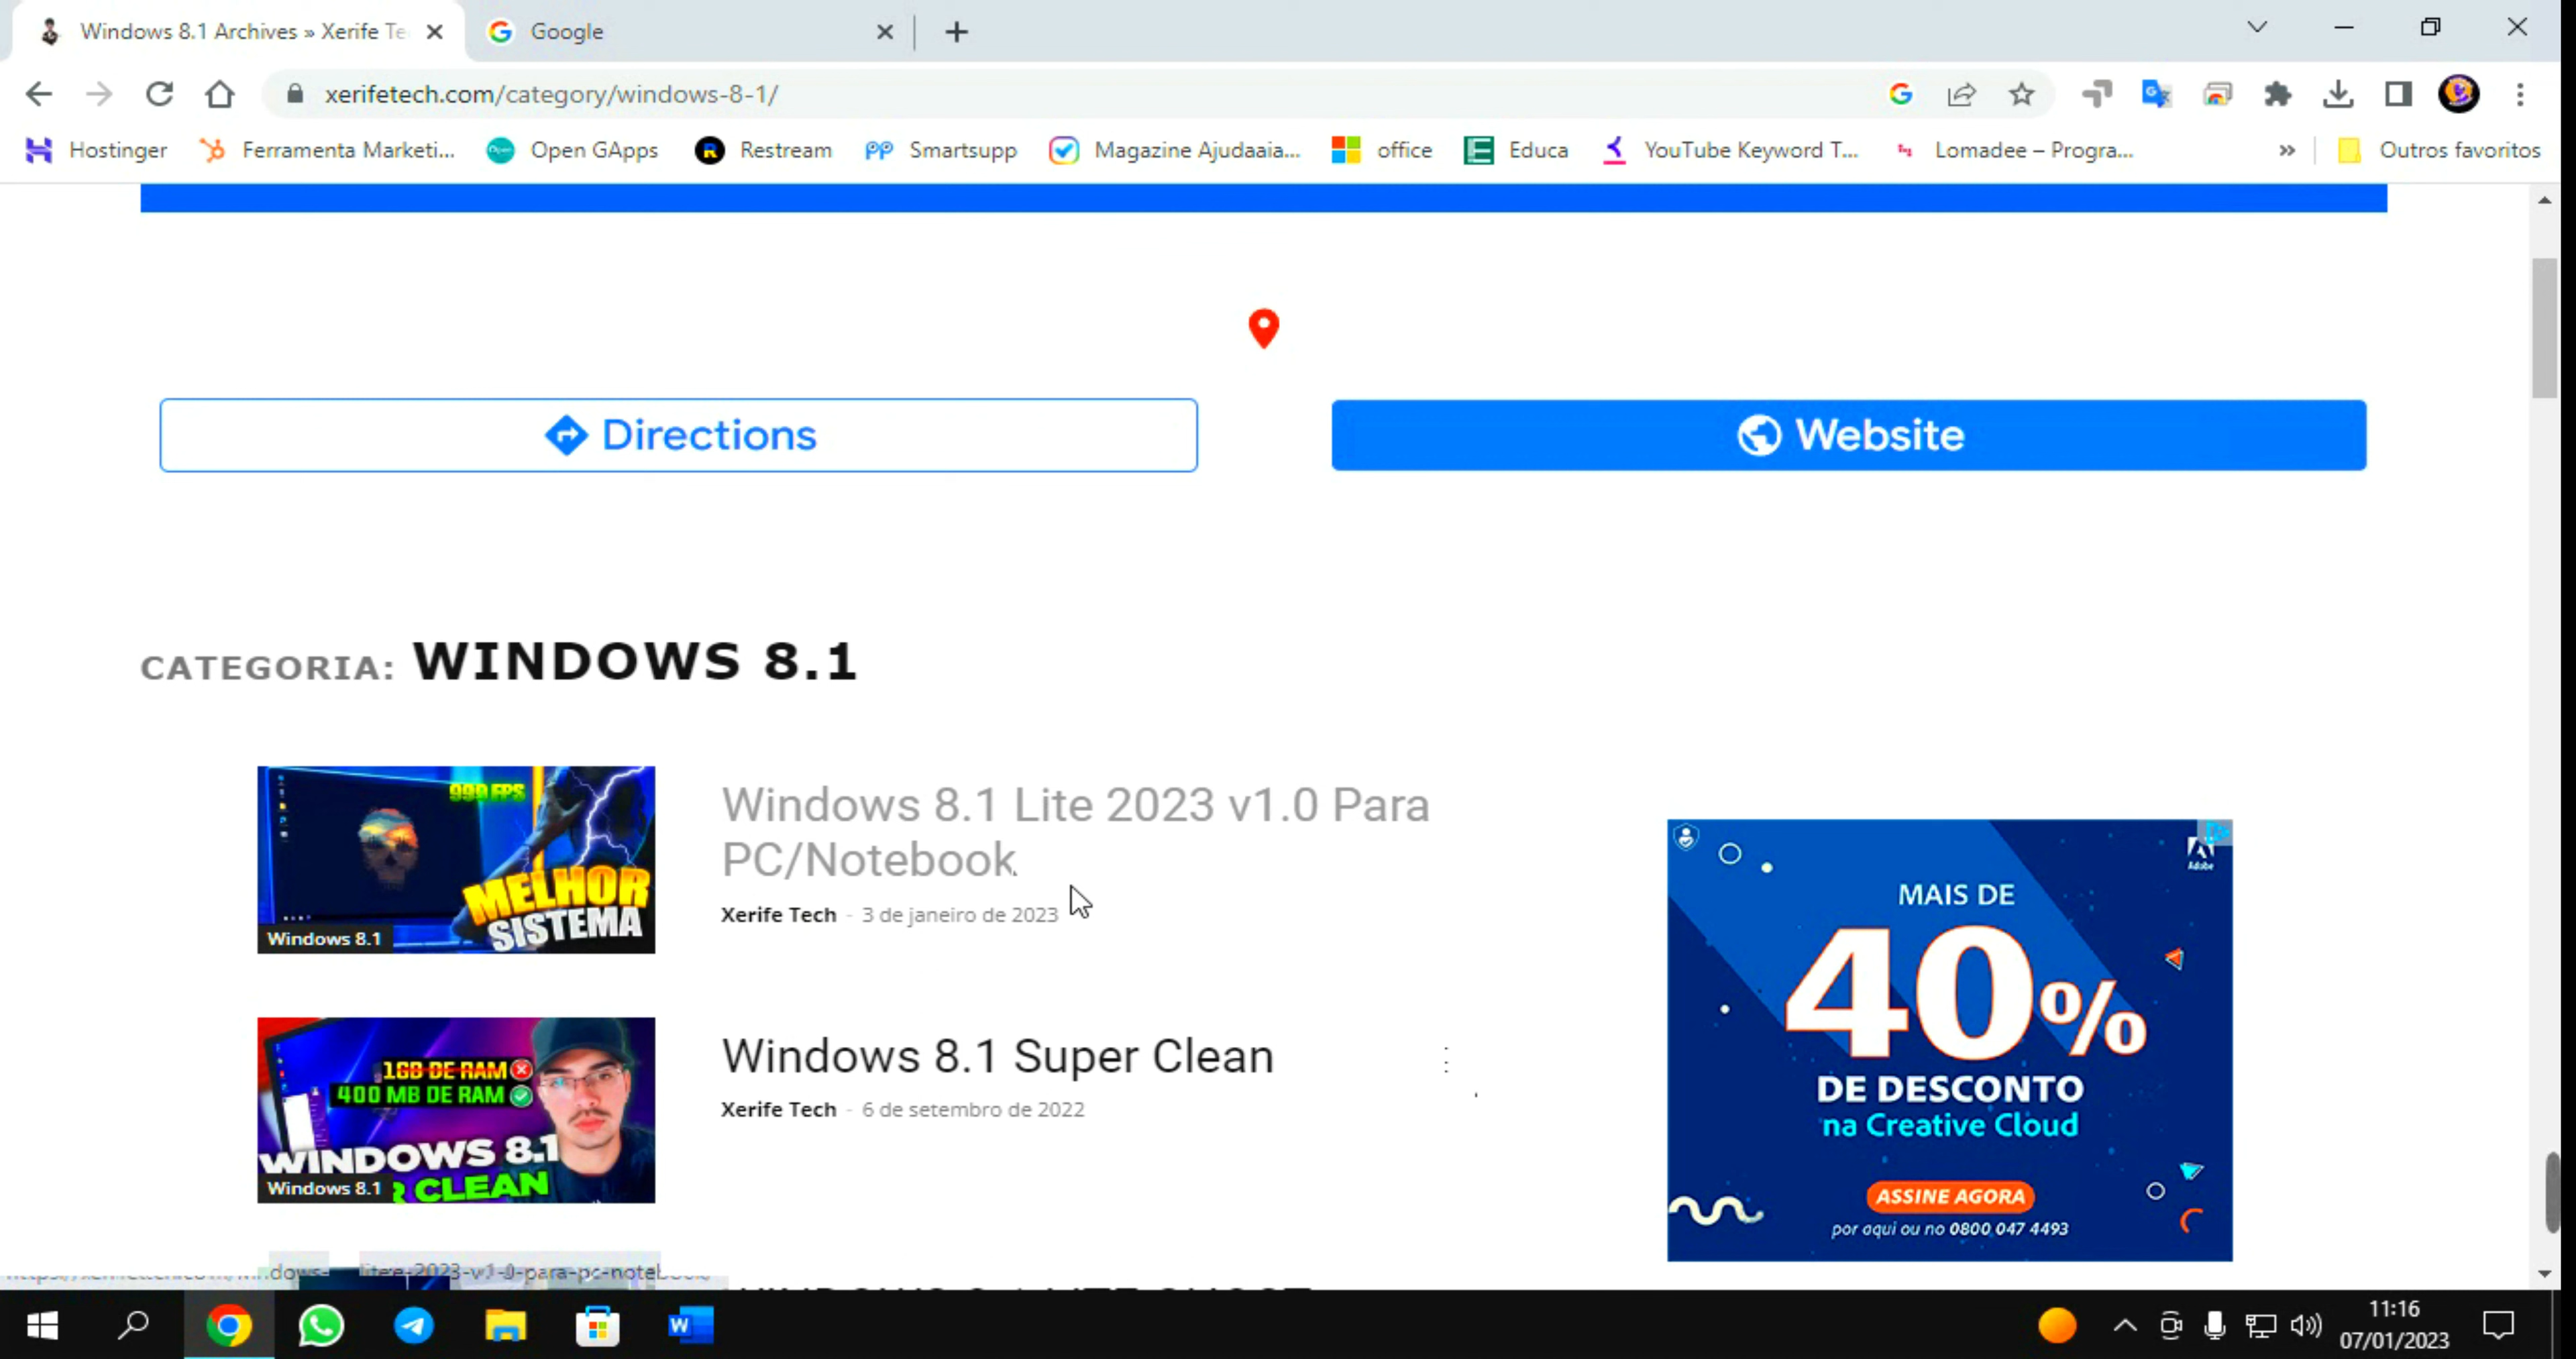 Windows 8.1 Archives » Xerife Te
Google
xerifetech.com/category/windows-8-1/
Hostinger
Ferramenta Marketi...
Open GApps
Restream
Smartsupp
Magazine Ajudaaia...
office
Educa
YouTube Keyword T...
Lomadee – Progra...
»
Outros favoritos
Directions
Website
CATEGORIA: WINDOWS 8.1
999 FPS
MELHOR
SISTEMA
Windows 8.1
Windows 8.1 Lite 2023 v1.0 Para
PC/Notebook
Xerife Tech - 3 de janeiro de 2023
1GB DE RAM
400 MB DE RAM
WINDOWS 8.1
CLEAN
Windows 8.1
Windows 8.1 Super Clean
Xerife Tech - 6 de setembro de 2022
Adobe
MAIS DE
40%
DE DESCONTO
na Creative Cloud
ASSINE AGORA
por aqui ou no 0800 047 4493
11:16
07/01/2023